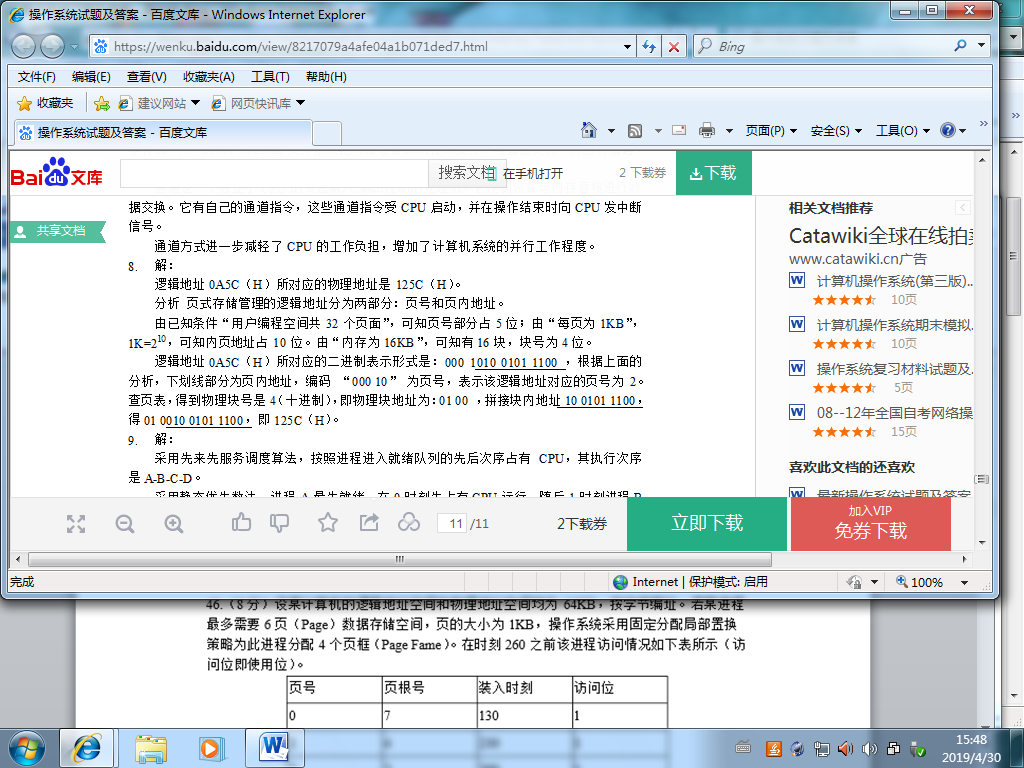 操作系统试题及答案 - 百度文库 - Windows Internet Explorer
https://wenku.baidu.com/view/8217079a4afe04a1b071ded7.html
Bing
文件(F) 编辑(E) 查看(V) 收藏夹(A) 工具(T) 帮助(H)
收藏夹 建议网站 网页快讯库
操作系统试题及答案 - 百度文库
页面(P) 安全(S) 工具(O)
Bai du 文库
搜索文档 在手机打开 2 下载券 下载
共享文档
据交换。它有自己的通道指令，这些通道指令受 CPU 启动，并在操作结束时向 CPU 发中断
信号。
通道方式进一步减轻了 CPU 的工作负担，增加了计算机系统的并行工作程度。
8. 解：
逻辑地址 0A5C（H）所对应的物理地址是 125C（H）。
分析 页式存储管理的逻辑地址分为两部分：页号和页内地址。
由已知条件“用户编程空间共 32 个页面”，可知页号部分占 5 位；由“每页为 1KB”，
1K=2^10，可知内页地址占 10 位。由“内存为 16KB”，可知有 16 块，块号为 4 位。
逻辑地址 0A5C（H）所对应的二进制表示形式是：000 1010 0101 1100 ，根据上面的
分析，下划线部分为页内地址，编码 “000 10” 为页号，表示该逻辑地址对应的页号为 2。
查页表，得到物理块号是 4（十进制），即物理块地址为：01 00 ，拼接块内地址 10 0101 1100，
得 01 0010 0101 1100，即 125C（H）。
9. 解：
采用先来先服务调度算法，按照进程进入就绪队列的先后次序占有 CPU，其执行次序
是 A-B-C-D。
相关文档推荐
Catawiki全球在线拍卖
www.catawiki.cn广告
计算机操作系统(第三版)..
10页
计算机操作系统期末模拟.
10页
操作系统复习材料试题及.
5页
08--12年全国自考网络操
15页
喜欢此文档的还喜欢
最新操作系统试题及答案
11 /11
2下载券
立即下载
加入VIP
免券下载
完成
Internet | 保护模式: 启用
100%
46.（8 分）设某计算机的逻辑地址空间和物理地址空间均为 64KB，按字节编址。若某进程
最多需要 6 页（Page）数据存储空间，页的大小为 1KB，操作系统采用固定分配局部置换
策略为此进程分配 4 个页框（Page Fame）。在时刻 260 之前该进程访问情况如下表所示（访
问位即使用位）。
页号 页根号 装入时刻 访问位
0 7 130 1
15:48
2019/4/30